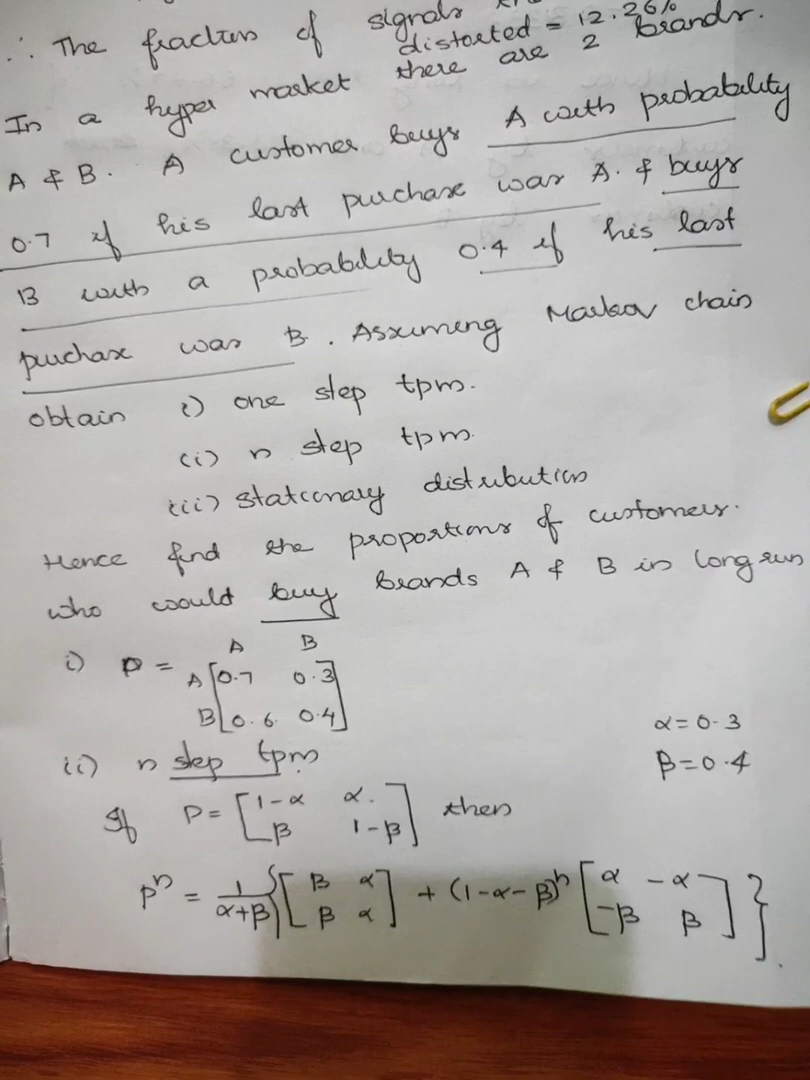 ∴ The fraction of signals
distorted = 12.26%
In a hyper market there are 2 brands.
A & B. A customer buys A with probability
0.7 if his last purchase was A. & buys
B with a probability 0.4 if his last
purchase was B. Assuming Markov chain
obtain i) one step tpm.
(i) n step tpm.
iii) stationary distribution
Hence find the proportions of customers.
who would buy brands A & B in long run
A B
i) P = A [0.7 0.3]
B [0.6 0.4]
α = 0.3
ii) n step tpm
β = 0.4
If P = [1-α α. β 1-β] then
pⁿ = 1/(α+β) { [β α β α] + (1-α-β)ⁿ [α -α -β β] }.